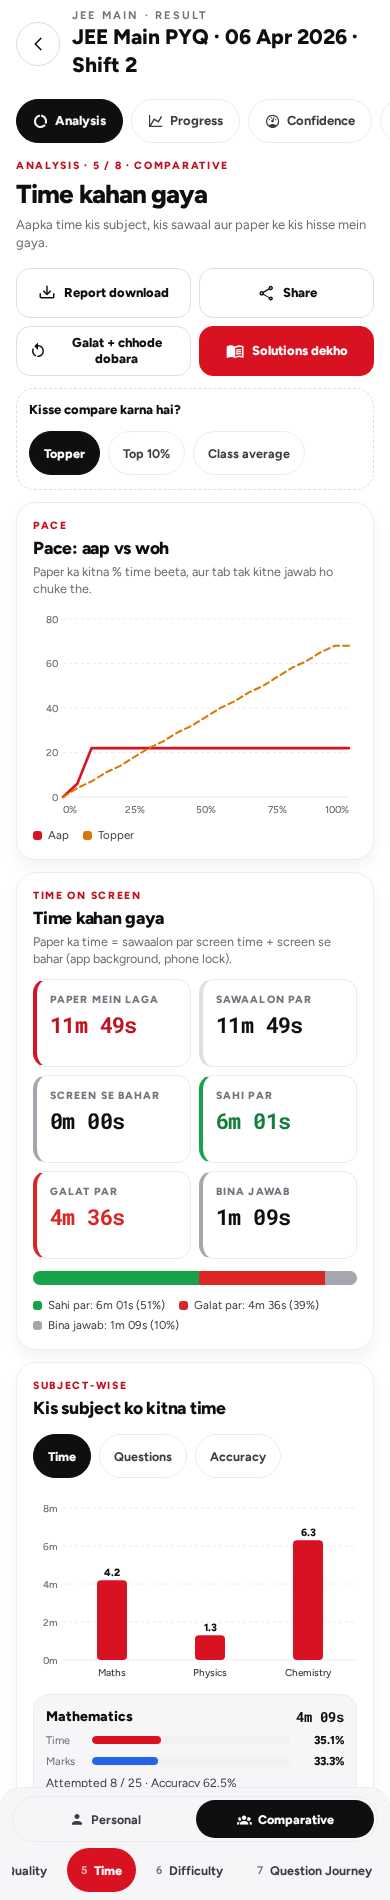 JEE MAIN · RESULT
JEE Main PYQ · 06 Apr 2026 ·
Shift 2
Analysis
Progress
Confidence
ANALYSIS · 5 / 8 · COMPARATIVE
Time kahan gaya
Aapka time kis subject, kis sawaal aur paper ke kis hisse mein
gaya.
Report download
Share
Galat + chhode
dobara
Solutions dekho
Kisse compare karna hai?
Topper
Top 10%
Class average
PACE
Pace: aap vs woh
Paper ka kitna % time beeta, aur tab tak kitne jawab ho
chuke the.
80
60
40
20
0
0%
25%
50%
75%
100%
Aap
Topper
TIME ON SCREEN
Time kahan gaya
Paper ka time = sawaalon par screen time + screen se
bahar (app background, phone lock).
PAPER MEIN LAGA
11m 49s
SAWAALON PAR
11m 49s
SCREEN SE BAHAR
0m 00s
SAHI PAR
6m 01s
GALAT PAR
4m 36s
BINA JAWAB
1m 09s
Sahi par: 6m 01s (51%)
Galat par: 4m 36s (39%)
Bina jawab: 1m 09s (10%)
SUBJECT-WISE
Kis subject ko kitna time
Time
Questions
Accuracy
8m
6m
4m
2m
0m
4.2
1.3
6.3
Maths
Physics
Chemistry
Mathematics
4m 09s
Time
35.1%
Marks
33.3%
Attempted 8 / 25 · Accuracy 62.5%
Personal
Comparative
uality
5 Time
6 Difficulty
7 Question Journey